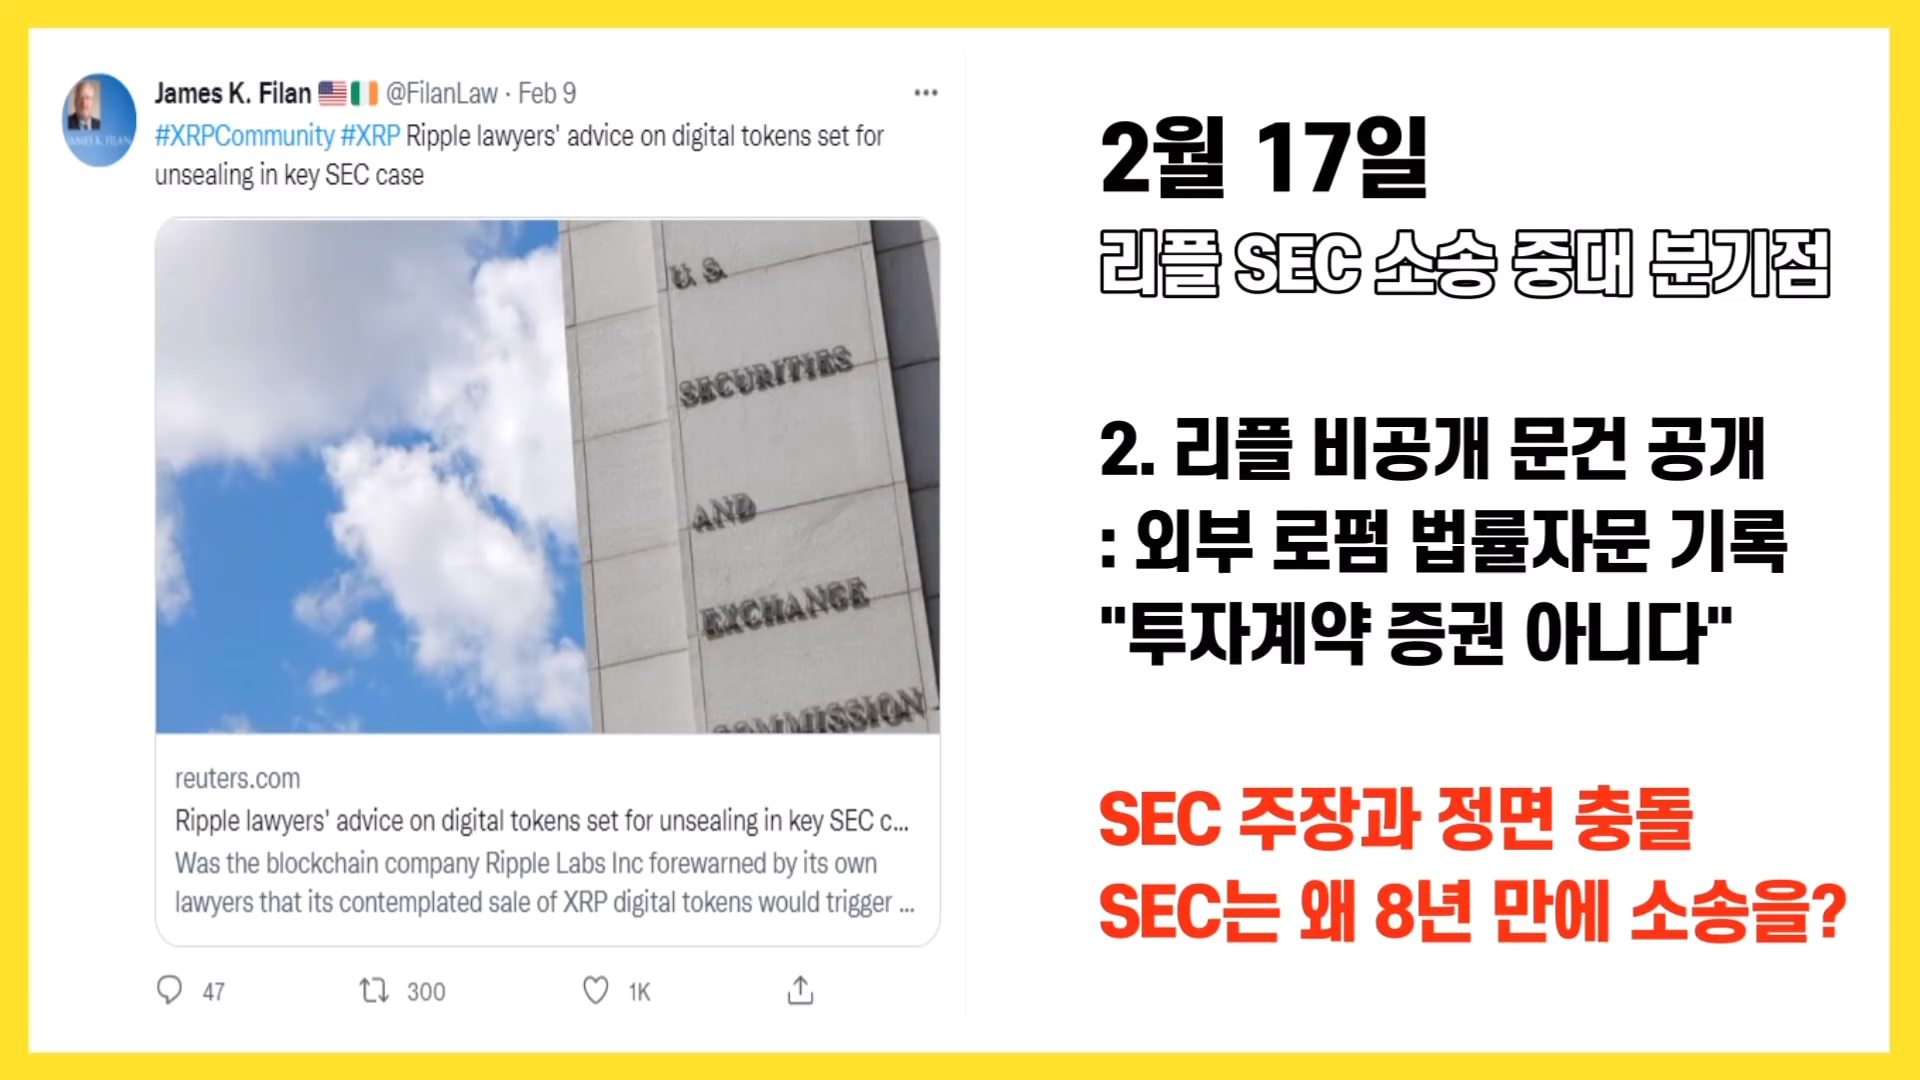 James K. Filan 🇺🇸🇮🇪 @FilanLaw · Feb 9
#XRPCommunity #XRP Ripple lawyers' advice on digital tokens set for
unsealing in key SEC case
JAMES K. FILAN
U.S.
SECURITIES
AND
EXCHANGE
COMMISSION
reuters.com
Ripple lawyers' advice on digital tokens set for unsealing in key SEC c...
Was the blockchain company Ripple Labs Inc forewarned by its own
lawyers that its contemplated sale of XRP digital tokens would trigger ...
47 300 1K
2월 17일
리플 SEC 소송 중대 분기점
2. 리플 비공개 문건 공개
: 외부 로펌 법률자문 기록
"투자계약 증권 아니다"
SEC 주장과 정면 충돌
SEC는 왜 8년 만에 소송을?